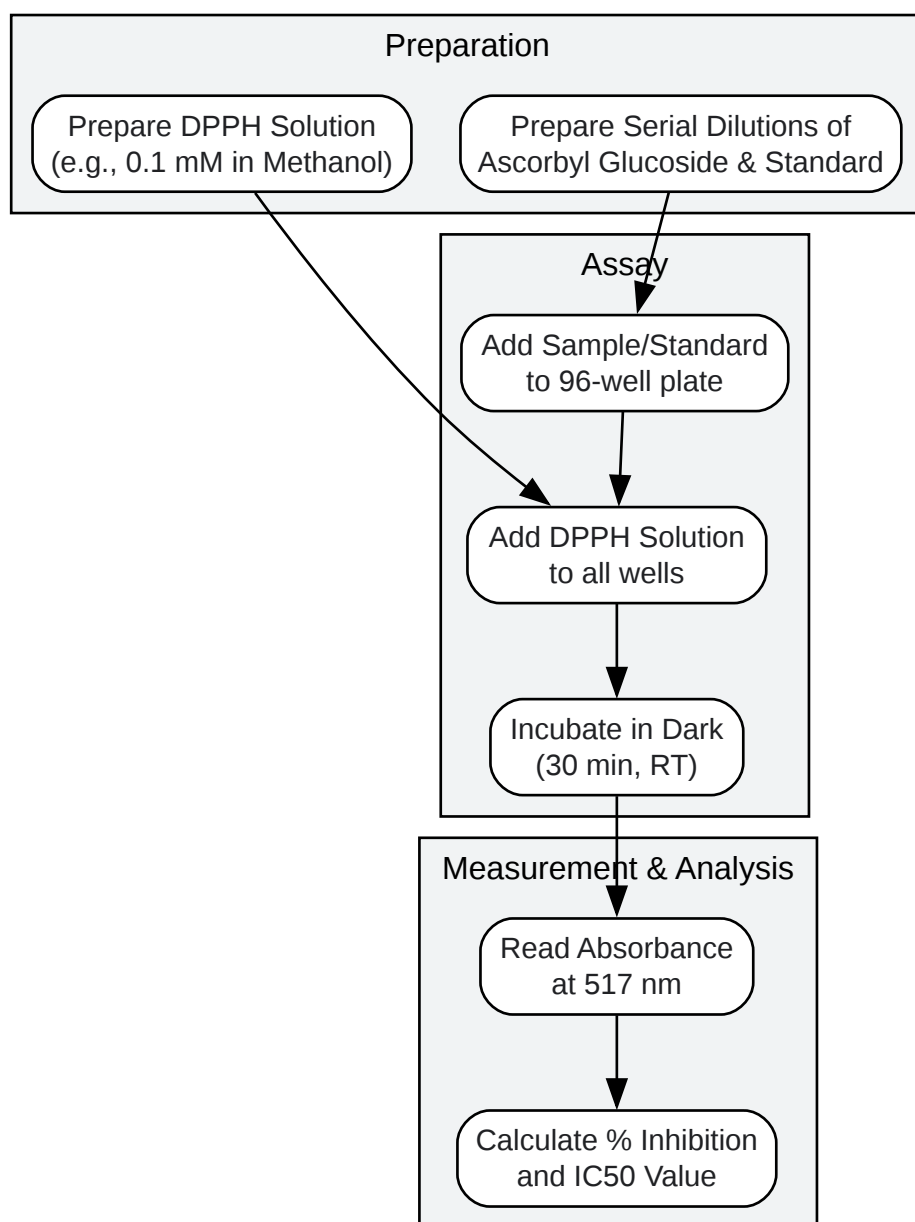 Preparation
Prepare DPPH Solution
(e.g., 0.1 mM in Methanol)
Prepare Serial Dilutions of
Ascorbyl Glucoside & Standard
Assay
Add Sample/Standard
to 96-well plate
Add DPPH Solution
to all wells
Incubate in Dark
(30 min, RT)
Measurement & Analysis
Read Absorbance
at 517 nm
Calculate % Inhibition
and IC50 Value